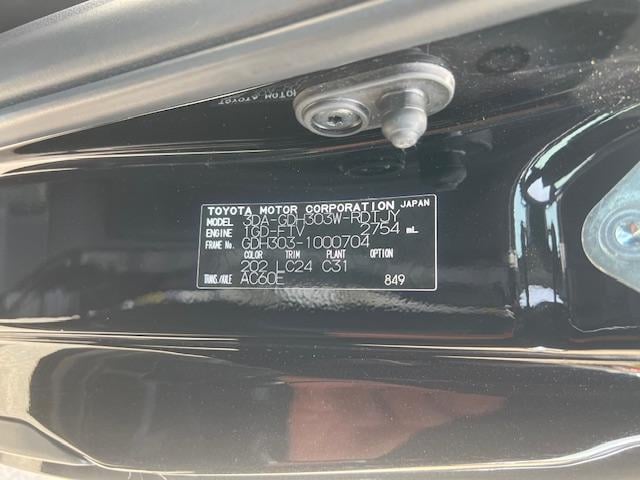 TOYOTA MOTOR CORPORATION JAPAN
MODEL 3DA-GDH303W-RDTJY
ENGINE 1GD-FTV 2754 mL
FRAME No. GDH303-1000704
COLOR TRIM PLANT OPTION
202 LC24 C31
TRANS./AXLE AC60E 849